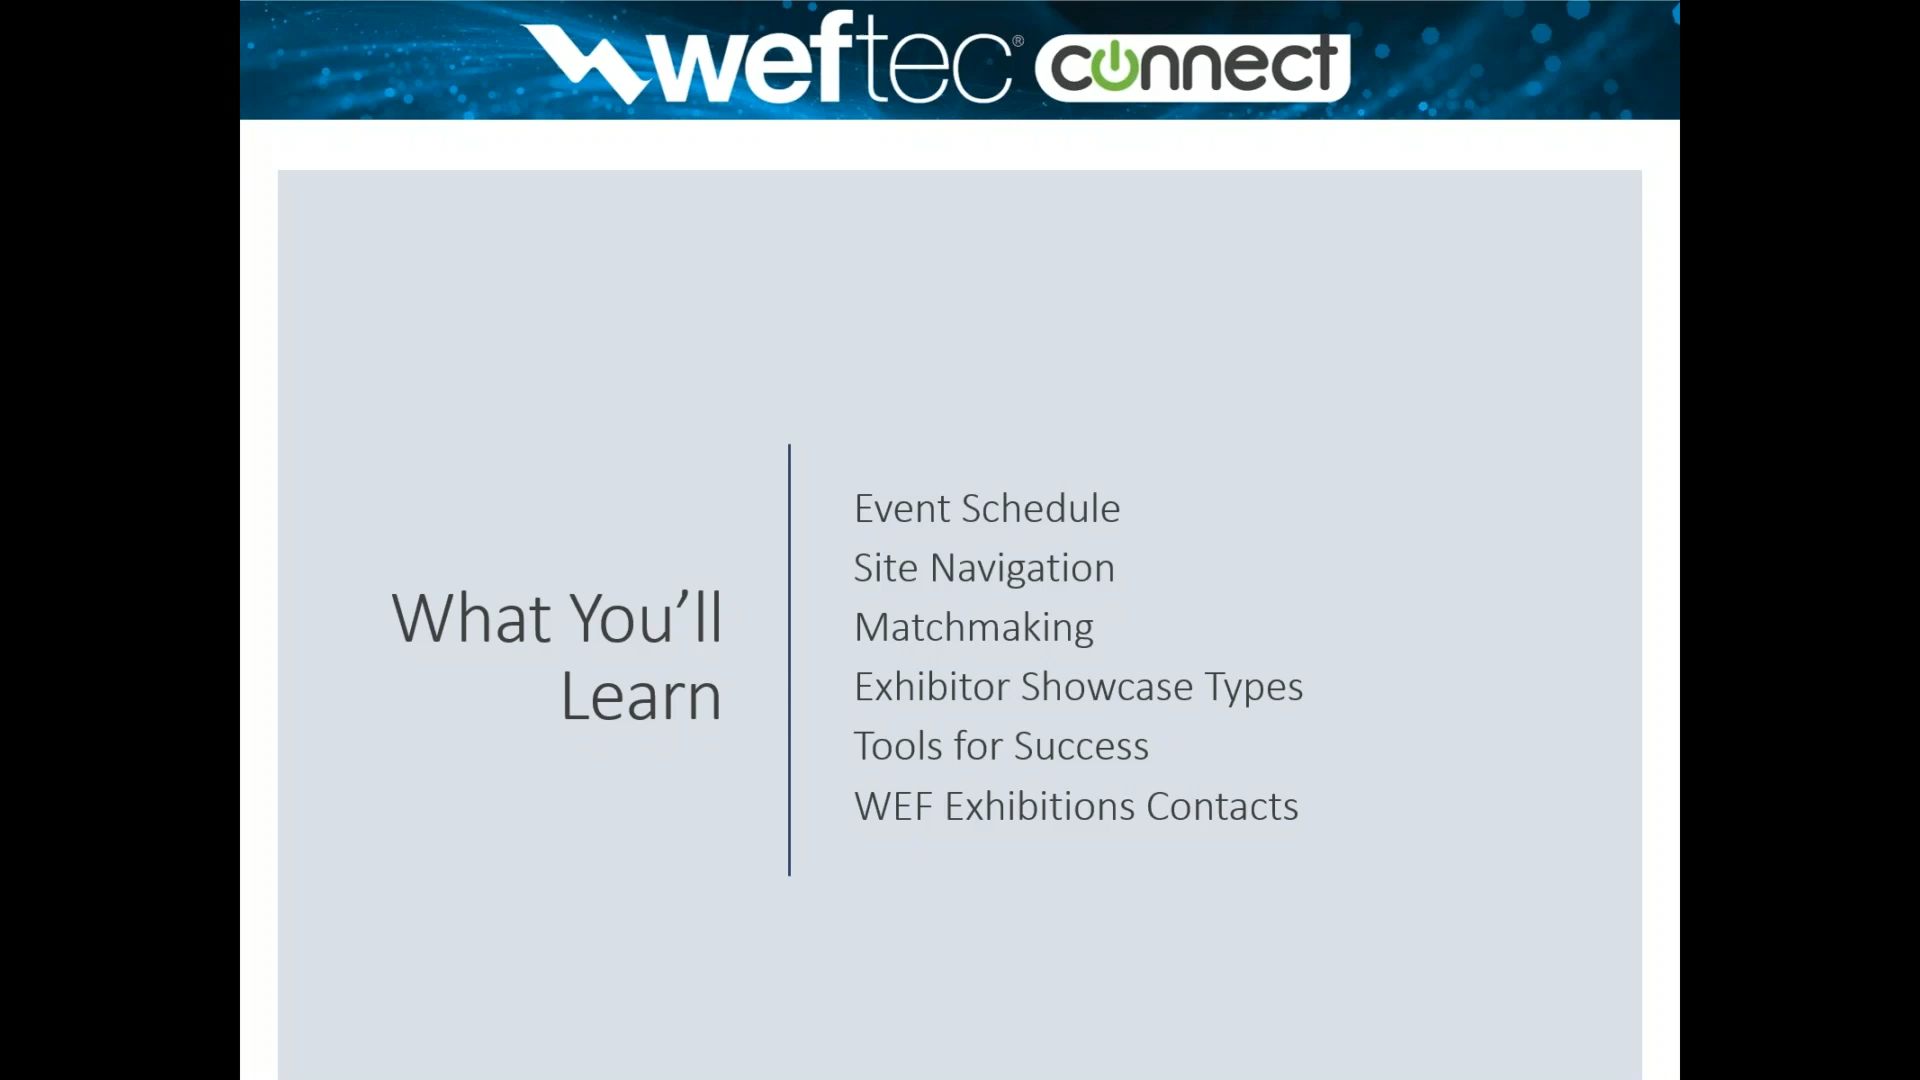 weftec® connect
What You'll
Learn
Event Schedule
Site Navigation
Matchmaking
Exhibitor Showcase Types
Tools for Success
WEF Exhibitions Contacts